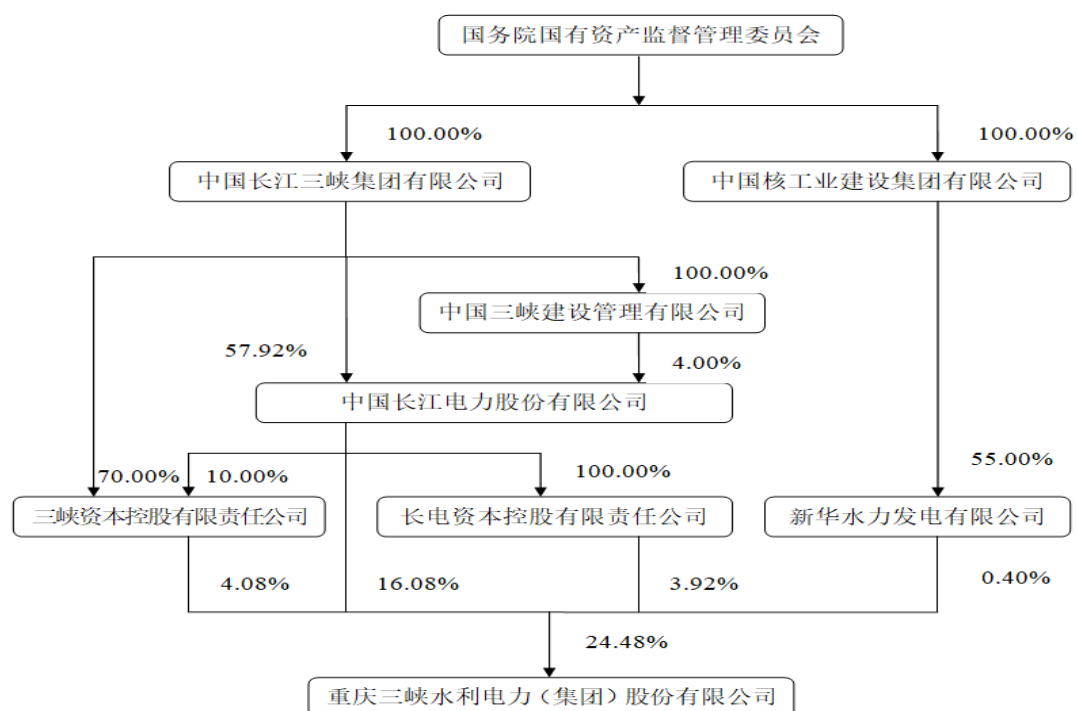 国务院国有资产监督管理委员会
100.00%
100.00%
中国长江三峡集团有限公司
中国核工业建设集团有限公司
100.00%
中国三峡建设管理有限公司
57.92%
4.00%
中国长江电力股份有限公司
70.00%
10.00%
100.00%
55.00%
三峡资本控股有限责任公司
长电资本控股有限责任公司
新华水力发电有限公司
4.08%
16.08%
3.92%
0.40%
24.48%
重庆三峡水利电力（集团）股份有限公司